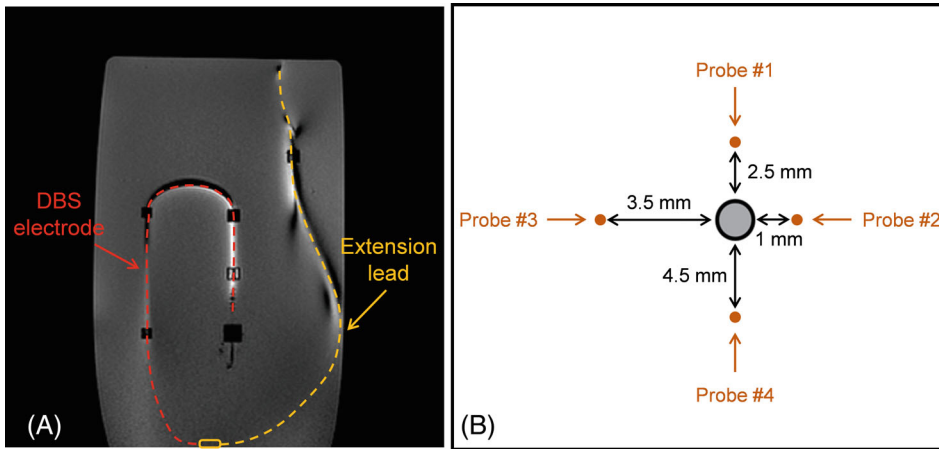 DBS
electrode
Extension
lead
(A)
Probe #1
2.5 mm
3.5 mm
Probe #3
Probe #2
1 mm
4.5 mm
Probe #4
(B)